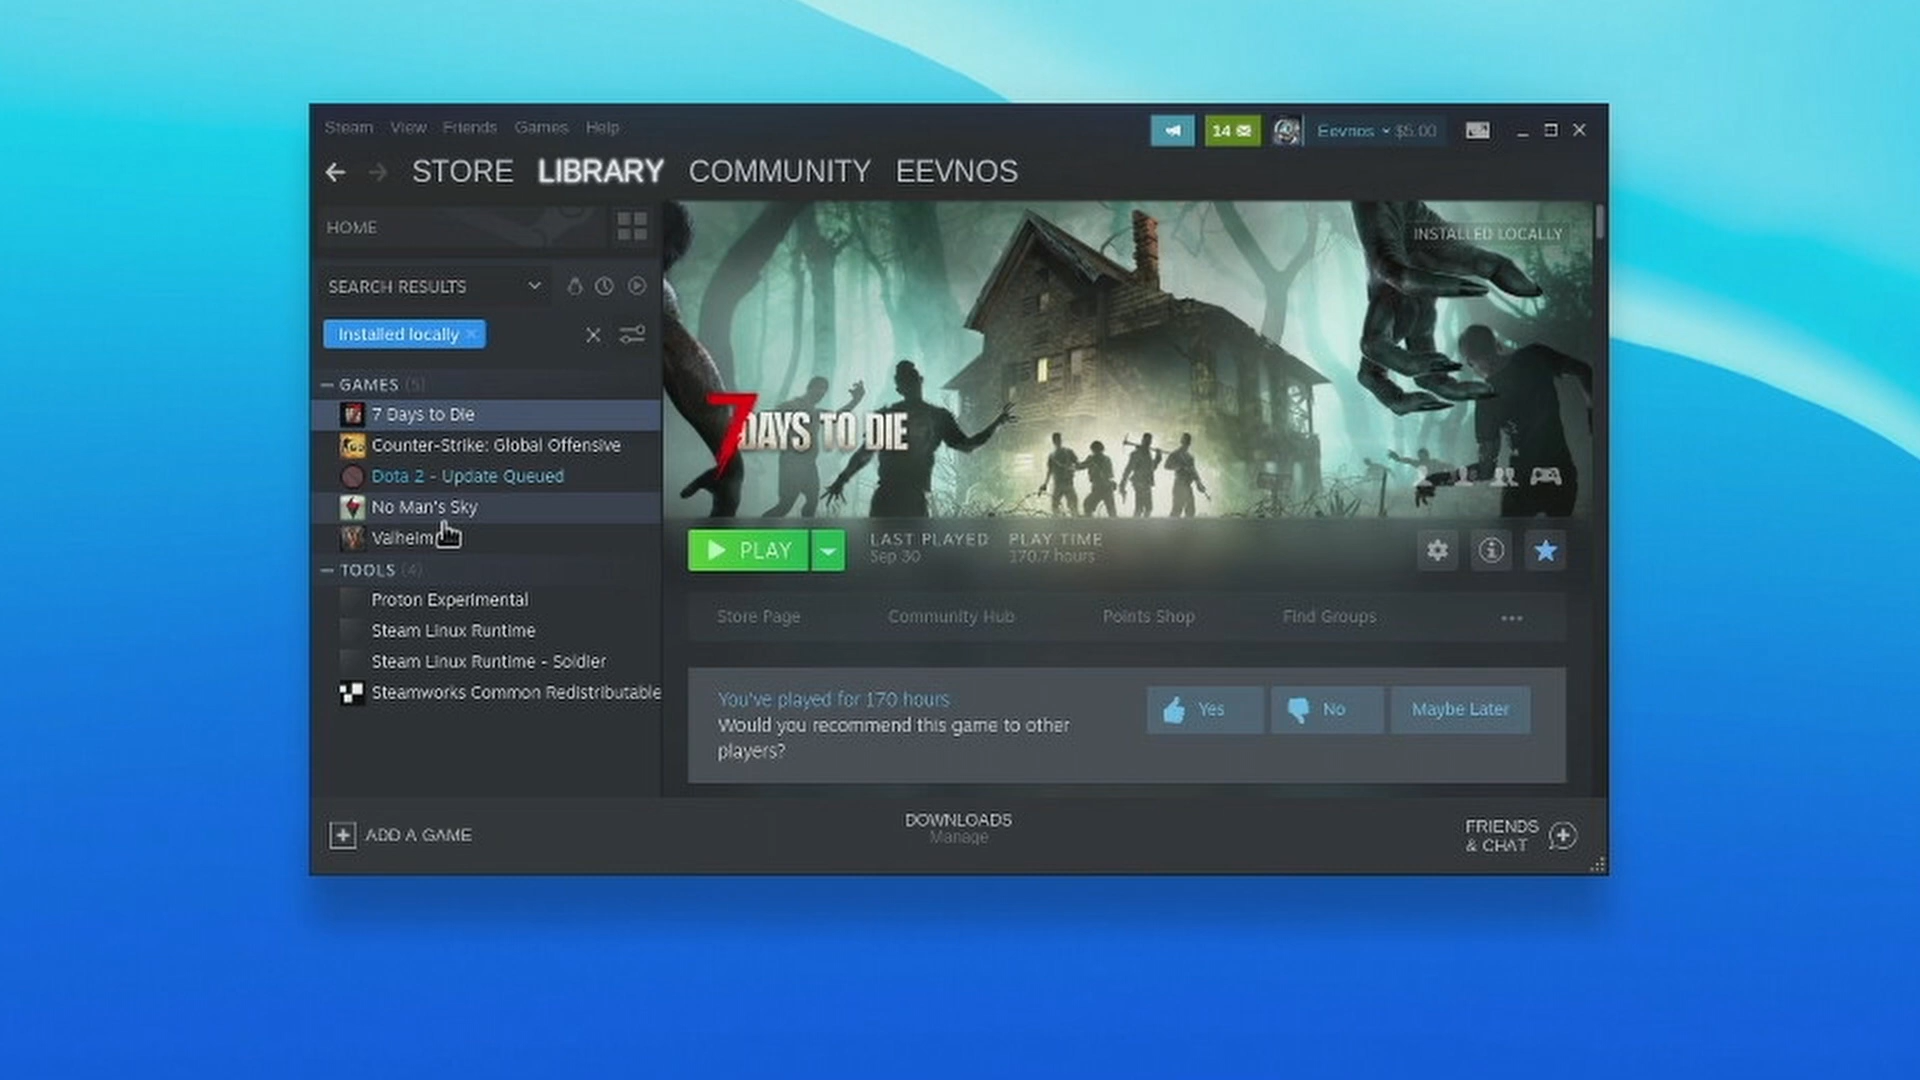 Steam View Friends Games Help
14 Eevnos $5.00
STORE LIBRARY COMMUNITY EEVNOS
HOME
INSTALLED LOCALLY
SEARCH RESULTS
Installed locally
GAMES (5)
7 Days to Die
Counter-Strike: Global Offensive
Dota 2 - Update Queued
No Man's Sky
Valheim
TOOLS (4)
Proton Experimental
Steam Linux Runtime
Steam Linux Runtime - Soldier
Steamworks Common Redistributable
7 DAYS TO DIE
PLAY
LAST PLAYED
Sep 30
PLAY TIME
170.7 hours
Store Page Community Hub Points Shop Find Groups ...
You've played for 170 hours
Would you recommend this game to other
players?
Yes No Maybe Later
ADD A GAME
DOWNLOADS
Manage
FRIENDS
& CHAT